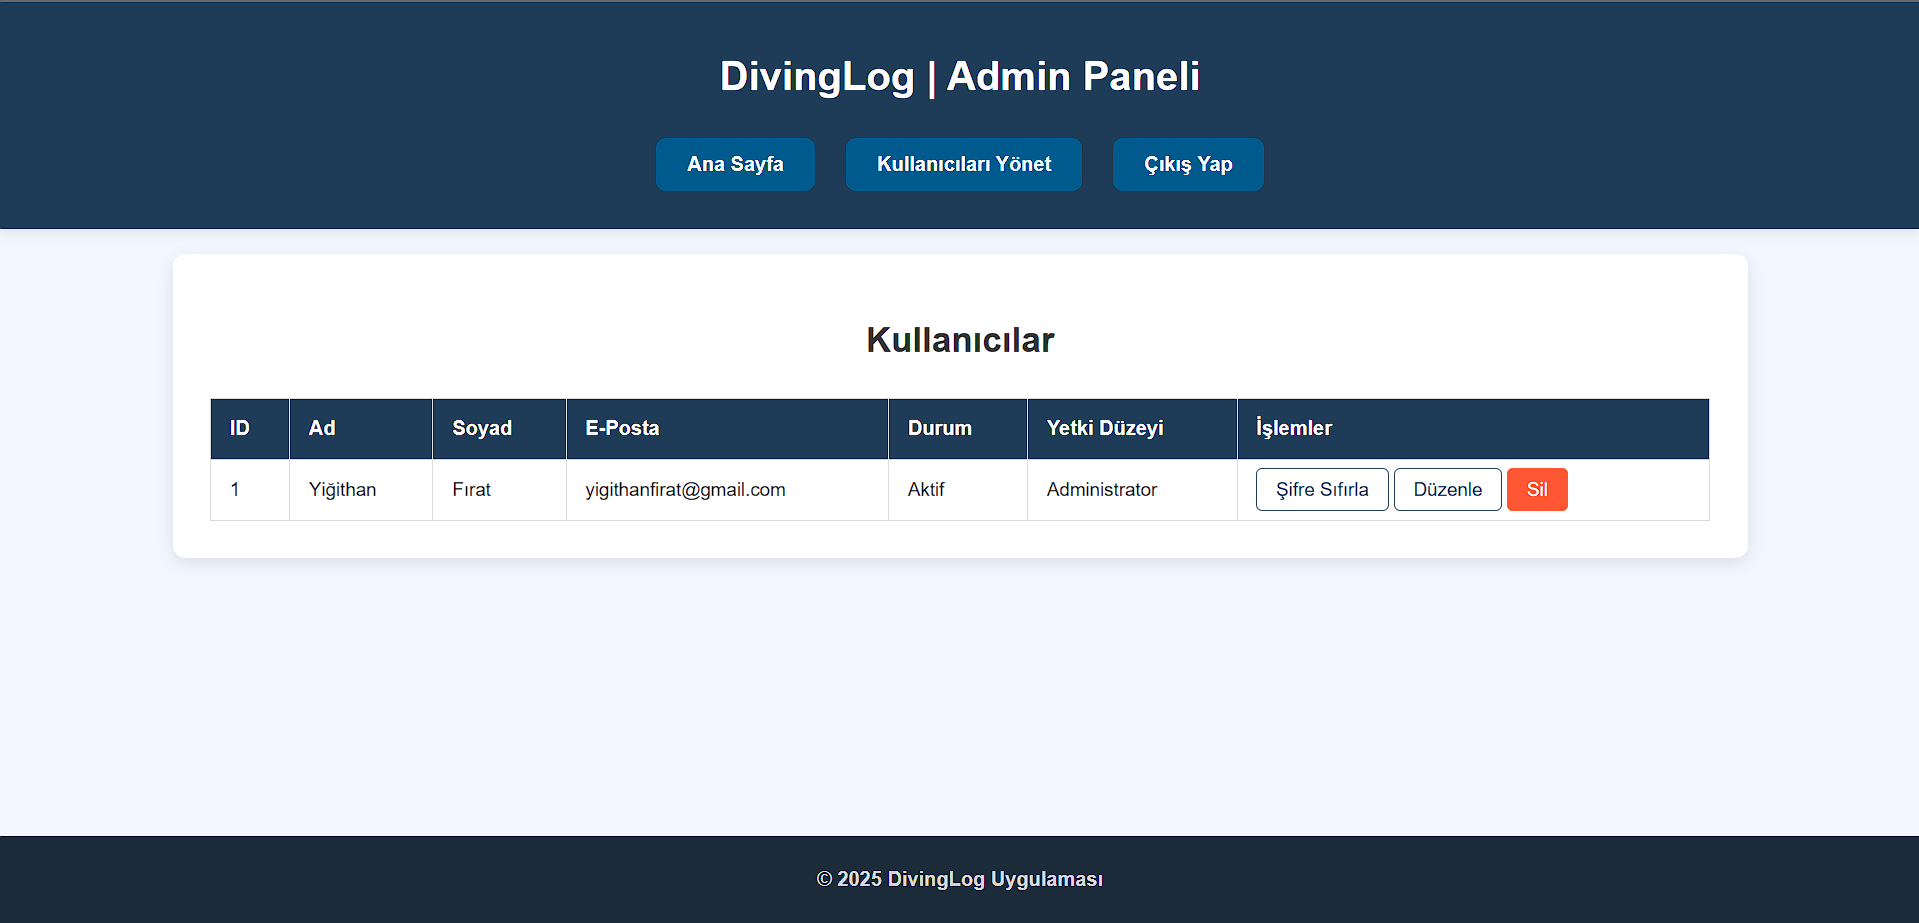 DivingLog | Admin Paneli
Ana Sayfa Kullanıcıları Yönet Çıkış Yap
Kullanıcılar
ID Ad Soyad E-Posta Durum Yetki Düzeyi İşlemler
1 Yiğithan Fırat yigithanfirat@gmail.com Aktif Administrator Şifre Sıfırla Düzenle Sil
© 2025 DivingLog Uygulaması